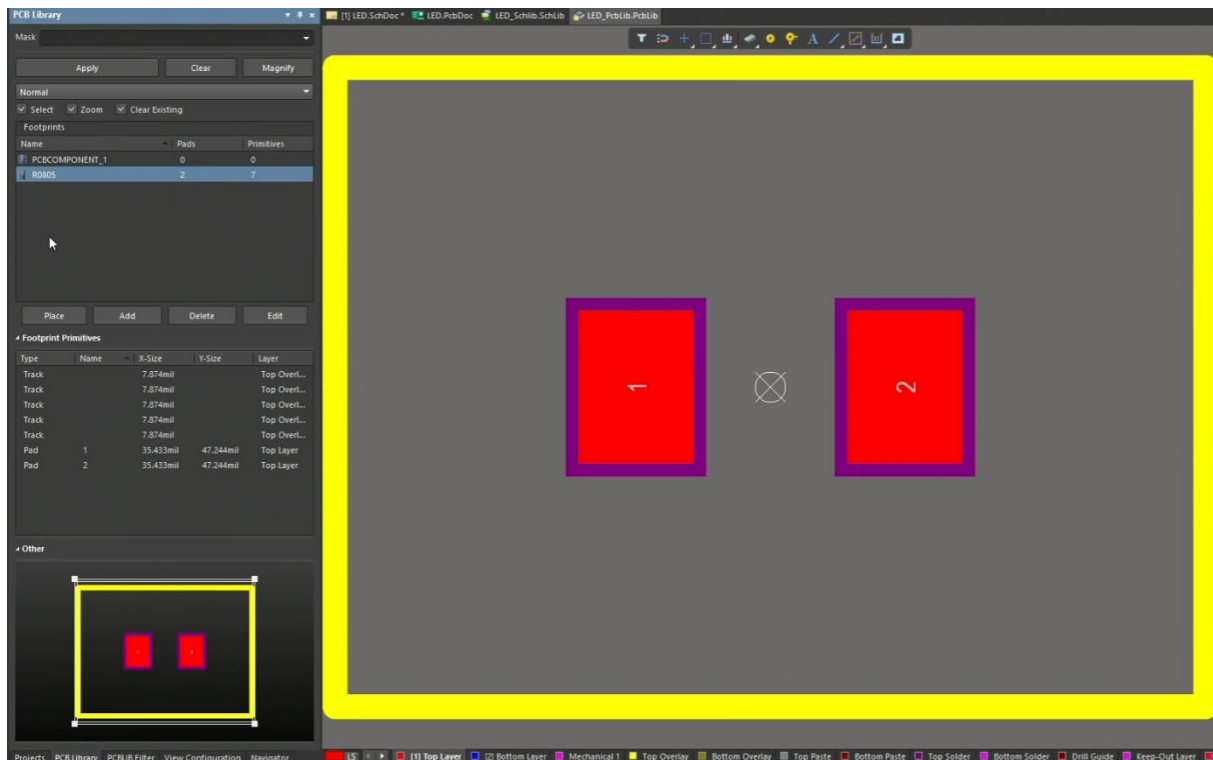 PCB Library
[1] LED.SchDoc * LED.PcbDoc LED_Schlib.SchLib LED_PcbLib.PcbLib
Mask
Apply Clear Magnify
Normal
Select Zoom Clear Existing
Footprints
Name Pads Primitives
PCBCOMPONENT_1 0 0
R0805 2 7
Place Add Delete Edit
Footprint Primitives
Type Name X-Size Y-Size Layer
Track 7.874mil Top Overl...
Track 7.874mil Top Overl...
Track 7.874mil Top Overl...
Track 7.874mil Top Overl...
Track 7.874mil Top Overl...
Pad 1 35.433mil 47.244mil Top Layer
Pad 2 35.433mil 47.244mil Top Layer
Other
1 2
1 2
Projects PCB Library PCBLIB Filter View Configuration Navigator
LS [1] Top Layer [2] Bottom Layer Mechanical 1 Top Overlay Bottom Overlay Top Paste Bottom Paste Top Solder Bottom Solder Drill Guide Keep-Out Layer